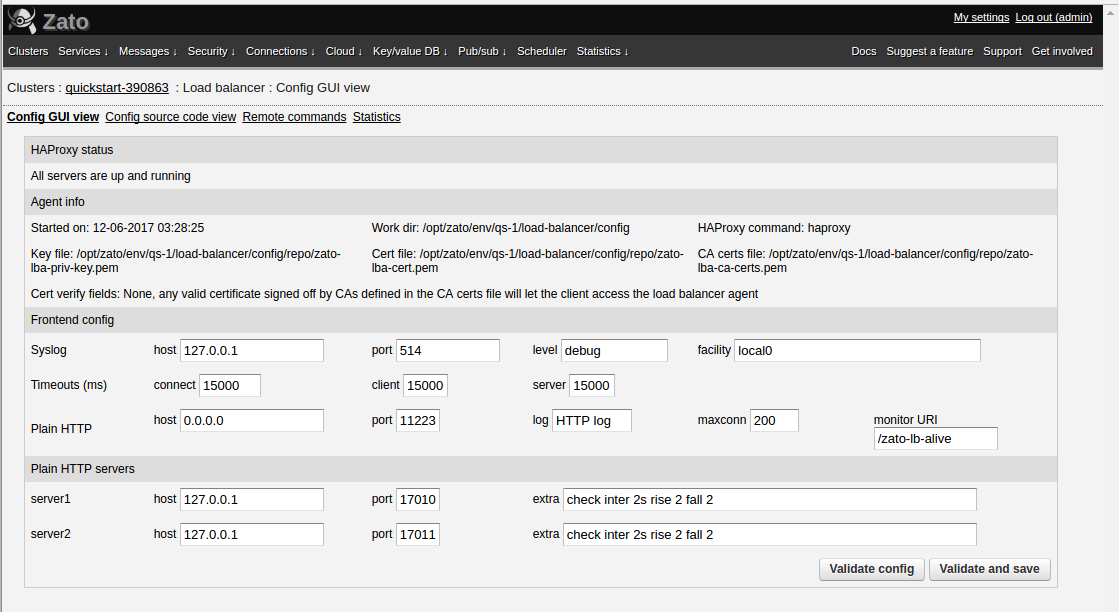 Zato
My settings Log out (admin)
Clusters Services ↓ Messages ↓ Security ↓ Connections ↓ Cloud ↓ Key/value DB ↓ Pub/sub ↓ Scheduler Statistics ↓ Docs Suggest a feature Support Get involved
Clusters : quickstart-390863 : Load balancer : Config GUI view
Config GUI view Config source code view Remote commands Statistics
HAProxy status
All servers are up and running
Agent info
Started on: 12-06-2017 03:28:25 Work dir: /opt/zato/env/qs-1/load-balancer/config HAProxy command: haproxy
Key file: /opt/zato/env/qs-1/load-balancer/config/repo/zato-
lba-priv-key.pem
Cert file: /opt/zato/env/qs-1/load-balancer/config/repo/zato-
lba-cert.pem
CA certs file: /opt/zato/env/qs-1/load-balancer/config/repo/zato-
lba-ca-certs.pem
Cert verify fields: None, any valid certificate signed off by CAs defined in the CA certs file will let the client access the load balancer agent
Frontend config
Syslog host 127.0.0.1 port 514 level debug facility local0
Timeouts (ms) connect 15000 client 15000 server 15000
Plain HTTP host 0.0.0.0 port 11223 log HTTP log maxconn 200 monitor URI
/zato-lb-alive
Plain HTTP servers
server1 host 127.0.0.1 port 17010 extra check inter 2s rise 2 fall 2
server2 host 127.0.0.1 port 17011 extra check inter 2s rise 2 fall 2
Validate config Validate and save